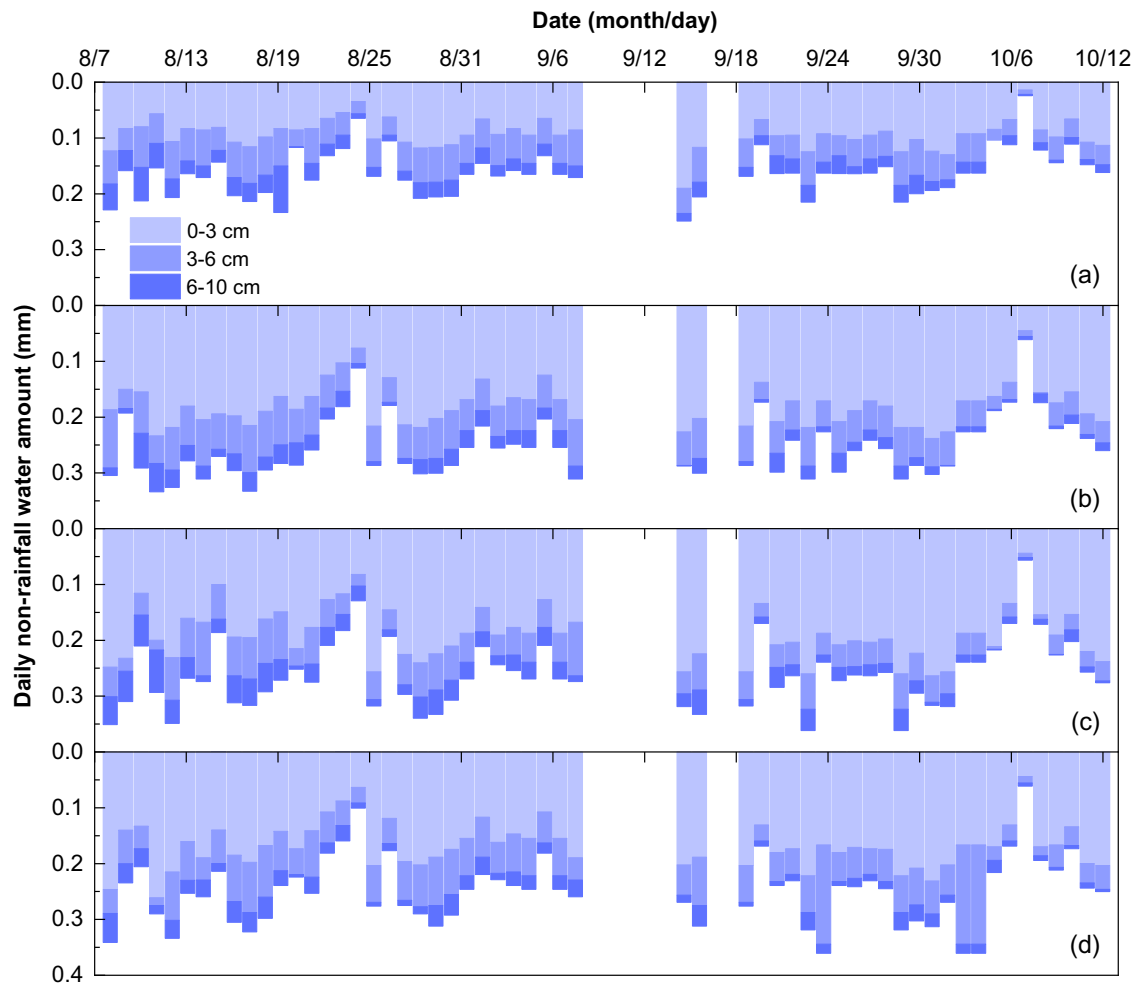 Date (month/day)
8/7 8/13 8/19 8/25 8/31 9/6 9/12 9/18 9/24 9/30 10/6 10/12
Daily non-rainfall water amount (mm)
0.0
0.1
0.2
0.3
0-3 cm
3-6 cm
6-10 cm
(a)
0.0
0.1
0.2
0.3
(b)
0.0
0.1
0.2
0.3
(c)
0.0
0.1
0.2
0.3
0.4
(d)